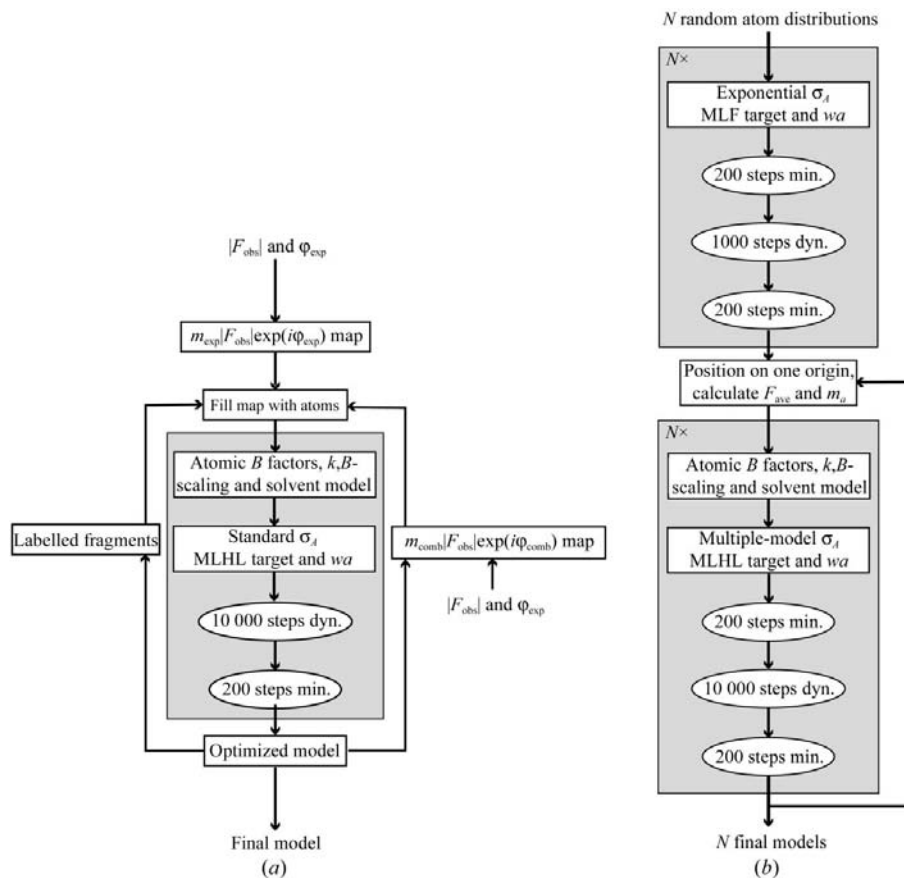 |F_obs| and φ_exp
m_exp|F_obs|exp(iφ_exp) map
Fill map with atoms
Atomic B factors, k,B-
scaling and solvent model
Labelled fragments
Standard σ_A
MLHL target and wa
m_comb|F_obs|exp(iφ_comb) map
|F_obs| and φ_exp
10 000 steps dyn.
200 steps min.
Optimized model
Final model
(a)
N random atom distributions
N×
Exponential σ_A
MLF target and wa
200 steps min.
1000 steps dyn.
200 steps min.
Position on one origin,
calculate F_ave and m_a
N×
Atomic B factors, k,B-
scaling and solvent model
Multiple-model σ_A
MLHL target and wa
200 steps min.
10 000 steps dyn.
200 steps min.
N final models
(b)